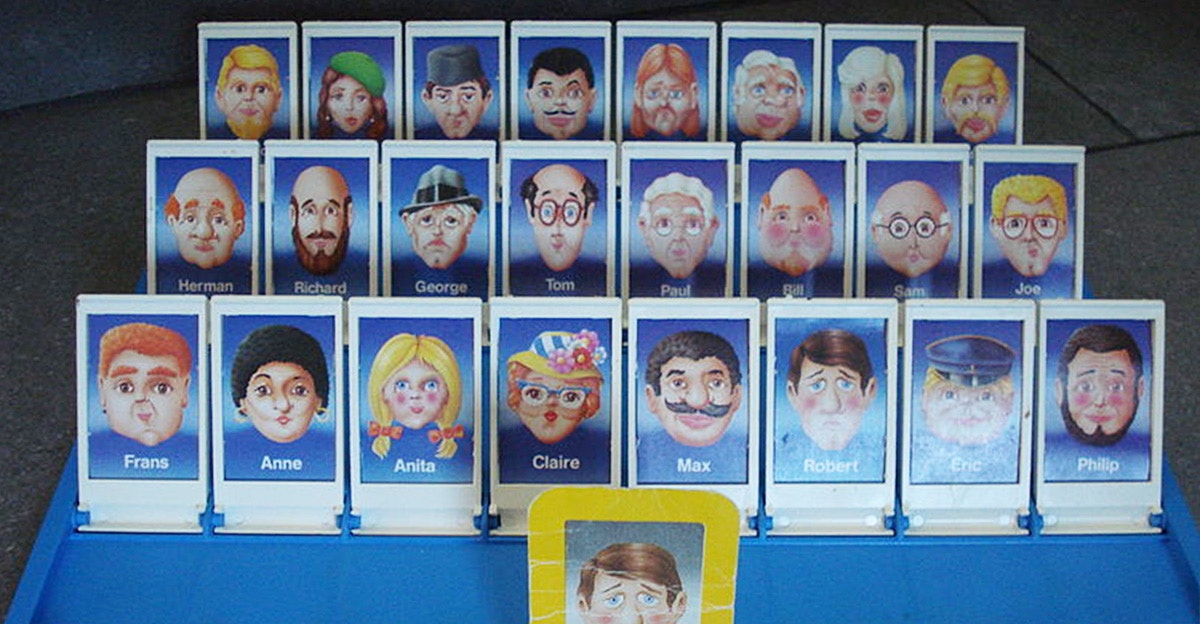 Herman
Richard
George
Tom
Paul
Bill
Sam
Joe
Frans
Anne
Anita
Claire
Max
Robert
Eric
Philip